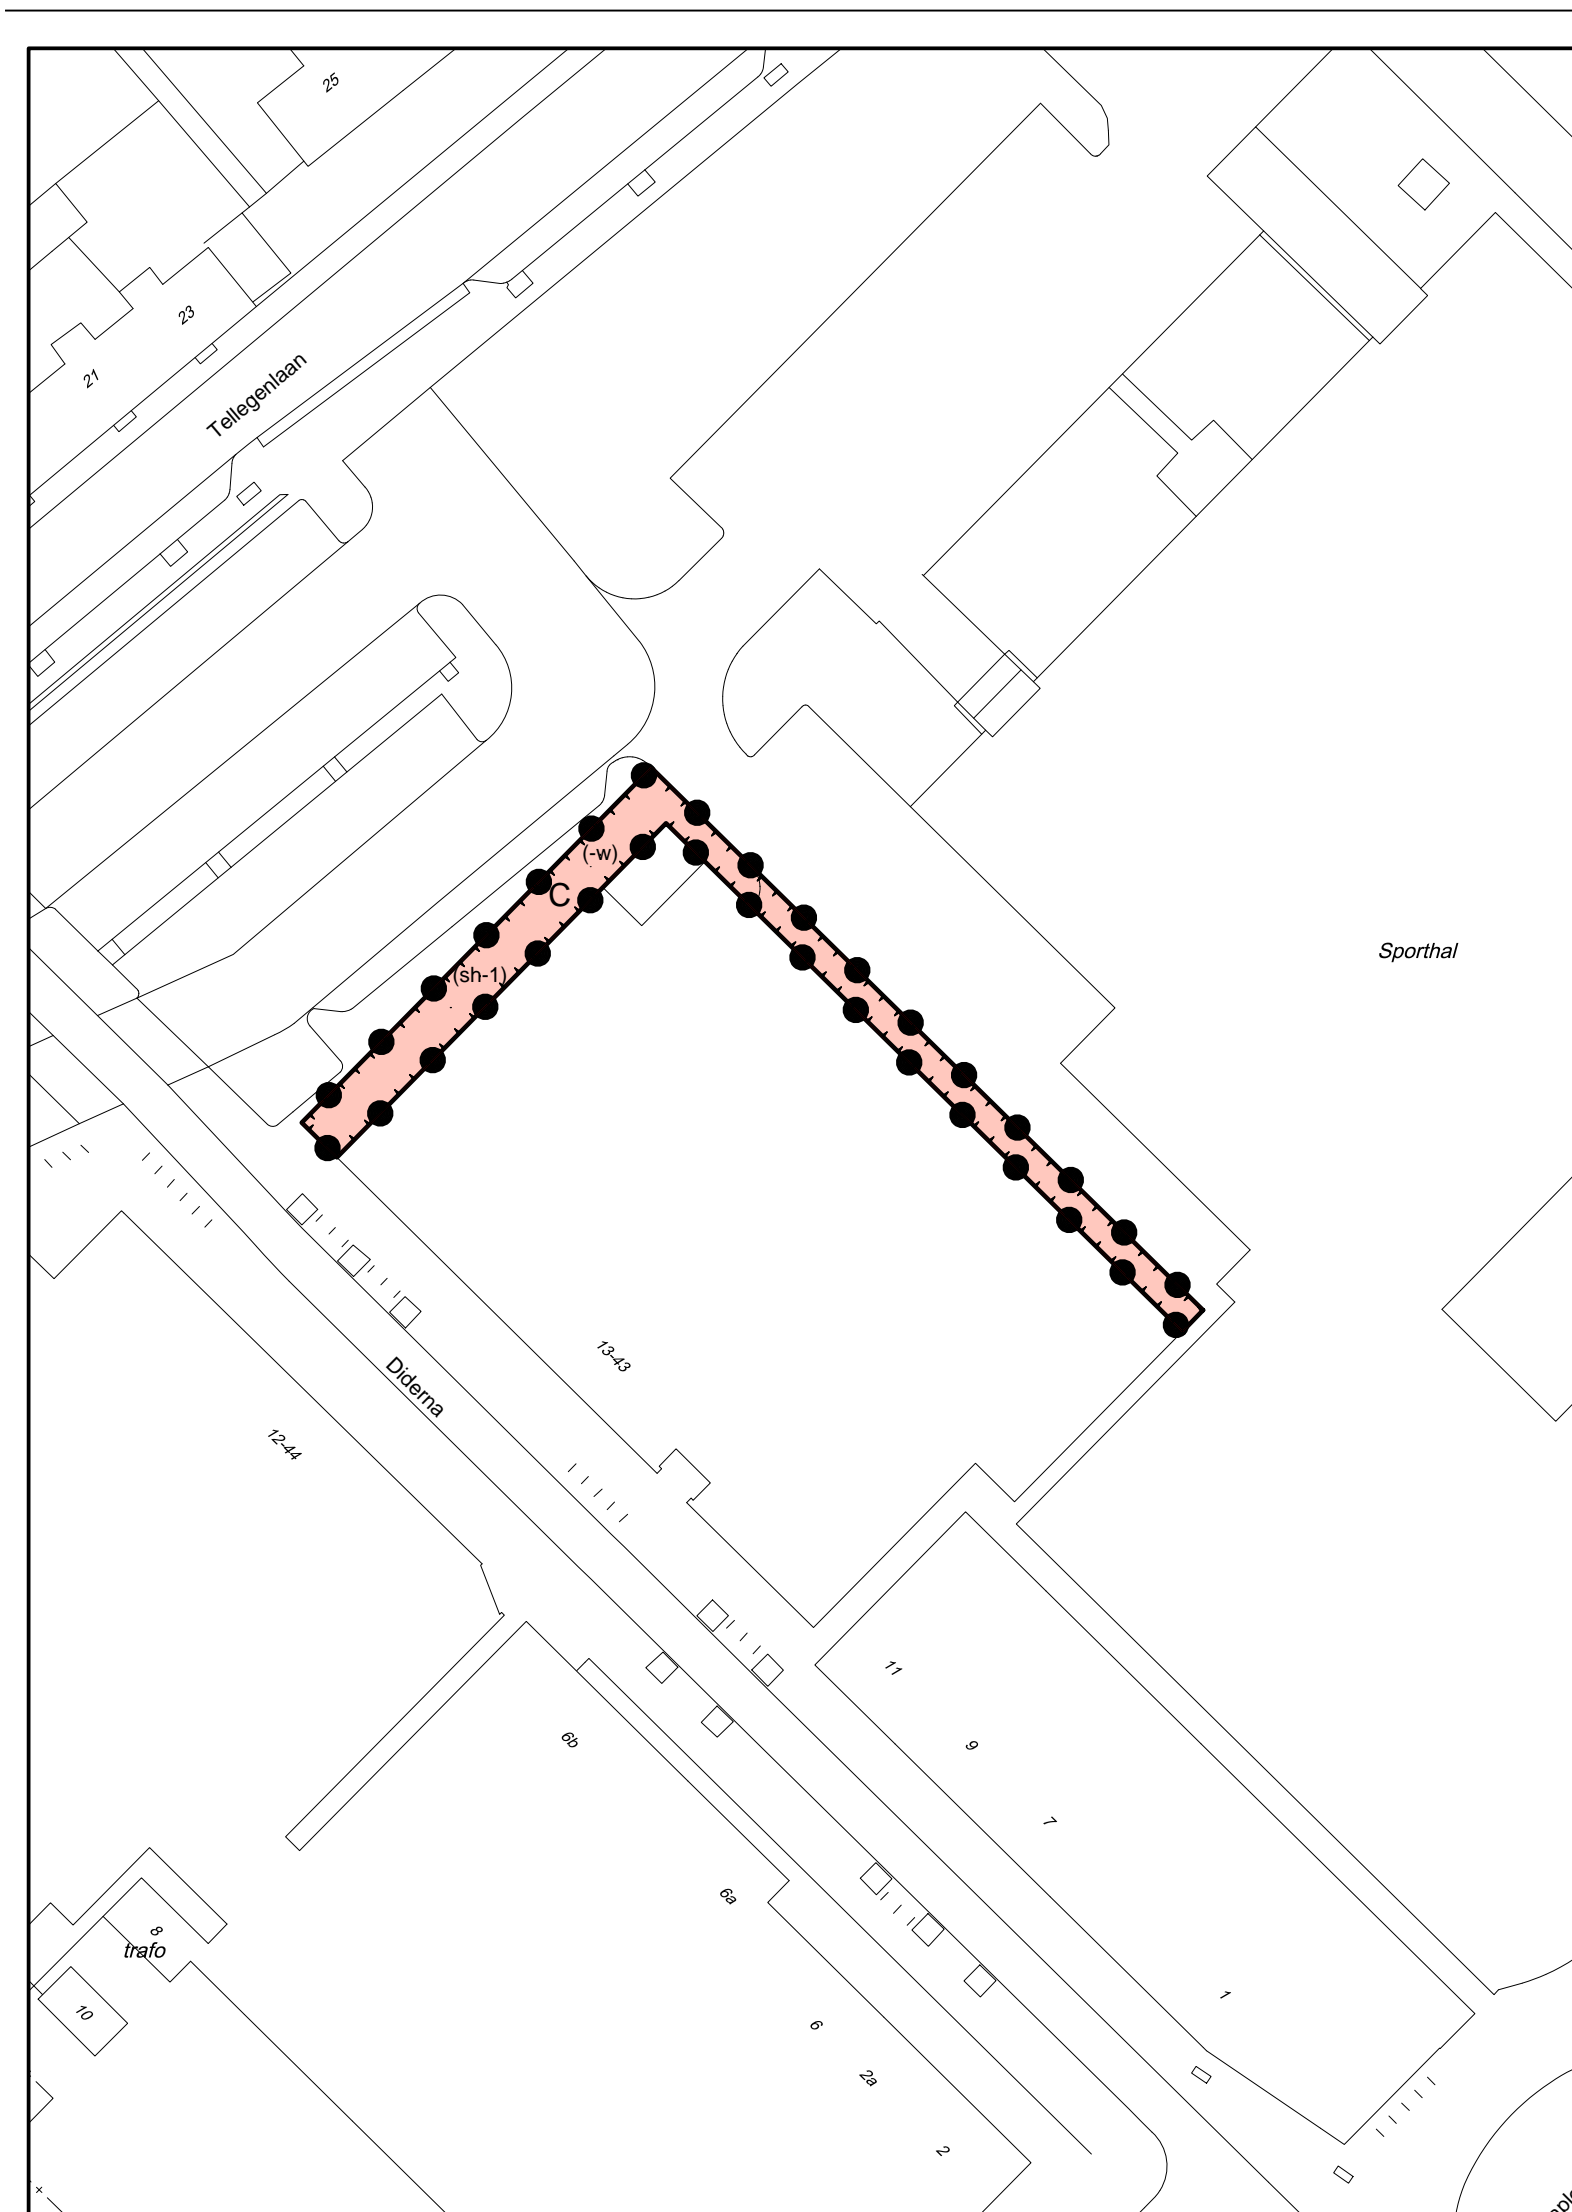 25
23
21
Tellegenlaan
(-w)
C
Sporthal
(sh-1)
13-43
Diderna
12-44
11
9
6b
7
6a
8
trafo
1
10
6
2a
2